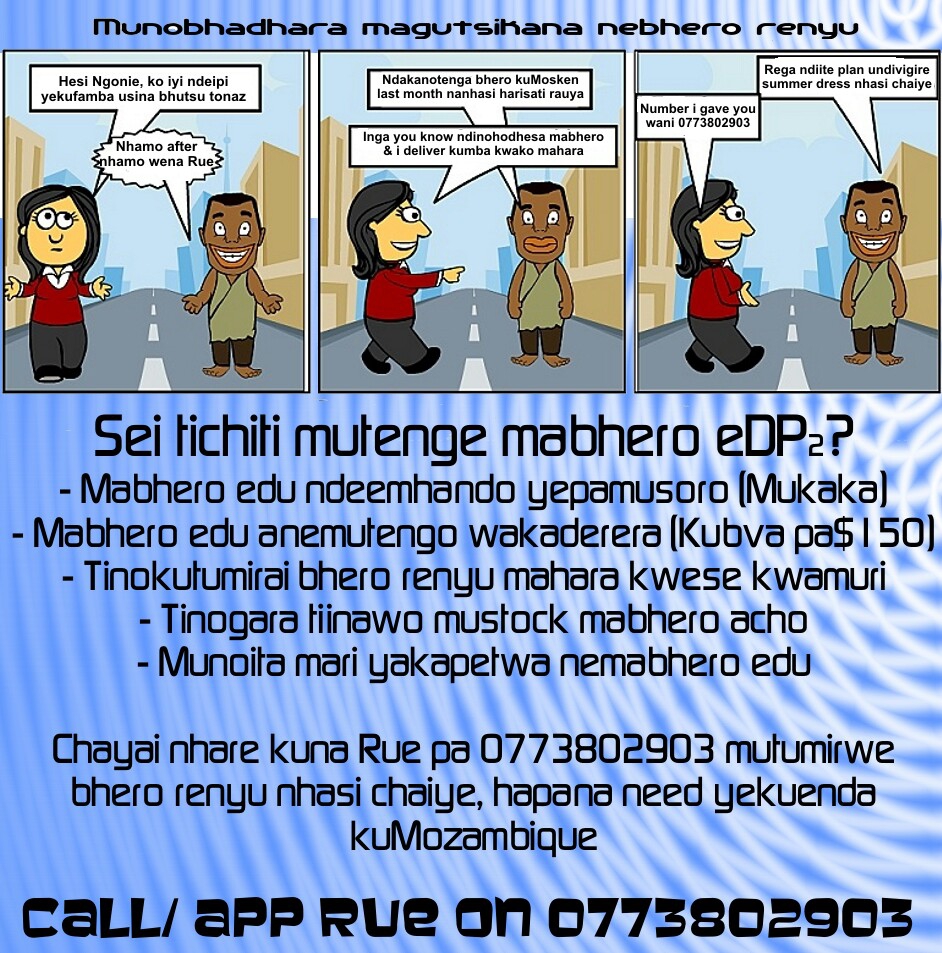 Munobhadhara magutsikana nebhero renyu
Hesi Ngonie, ko iyi ndeipi
yekufamba usina bhutsu tonaz
Nhamo after
nhamo wena Rue
Ndakanotenga bhero kuMosken
last month nanhasi harisati rauya
Inga you know ndinohodhesa mabhero
& i deliver kumba kwako mahara
Number i gave you
wani 0773802903
Rega ndiite plan undivigire
summer dress nhasi chaiye
Sei tichiti mutenge mabhero eDP2?
- Mabhero edu ndeemhando yepamusoro (Mukaka)
- Mabhero edu anemutengo wakaderera (Kubva pa$150)
- Tinokutumirai bhero renyu mahara kwese kwamuri
- Tinogara tiinawo mustock mabhero acho
- Munoita mari yakapetwa nemabhero edu
Chayai nhare kuna Rue pa 0773802903 mutumirwe
bhero renyu nhasi chaiye, hapana need yekuenda
kuMozambique
Call/ app Rue on 0773802903